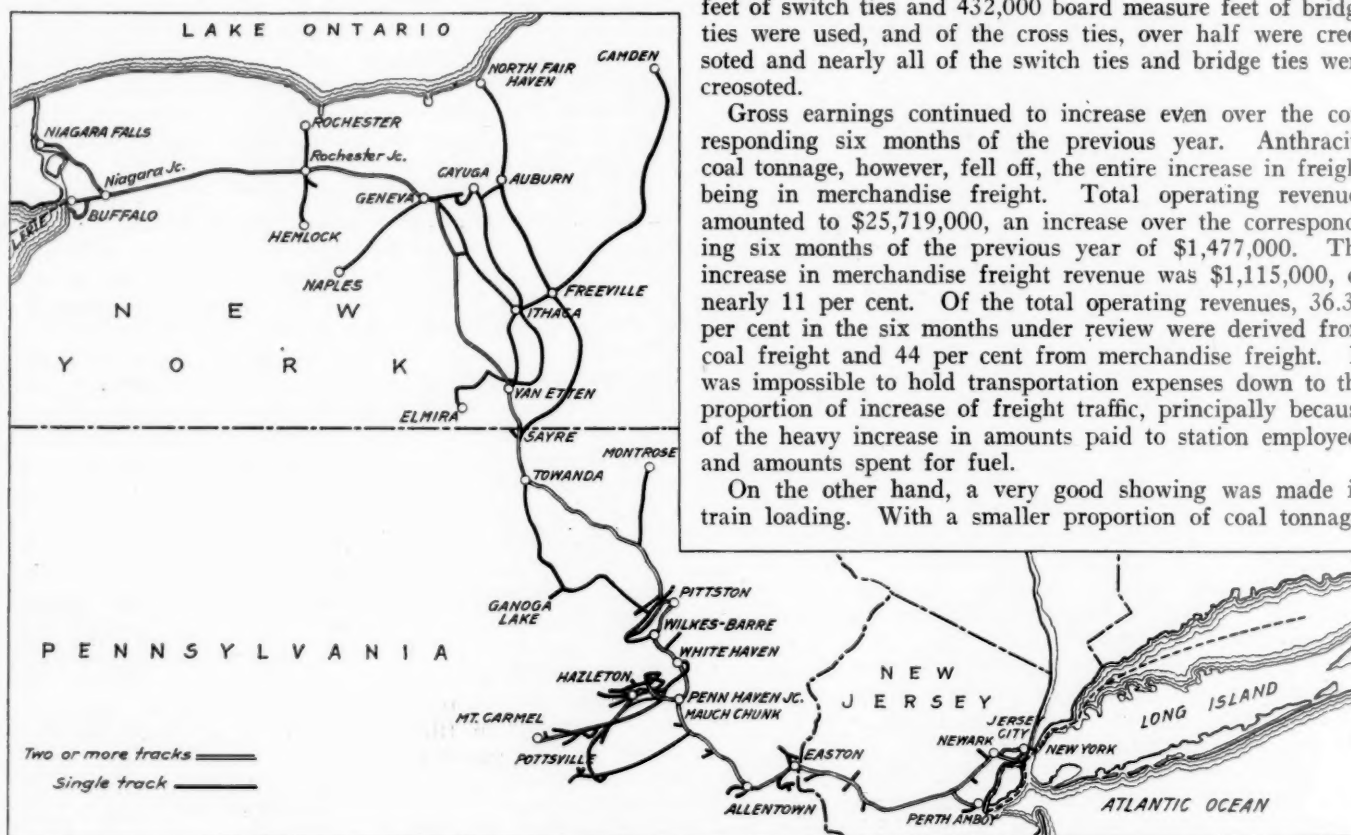 LAKE ONTARIO
CAMDEN
NORTH FAIR
HAVEN
NIAGARA FALLS
ROCHESTER
Niagara Jc.
Rochester Jc.
CAYUGA
AUBURN
GENEVA
L. ERIE
BUFFALO
HEMLOCK
NAPLES
FREEVILLE
ITHACA
NEW
YORK
VAN ETTEN
ELMIRA
SAYRE
MONTROSE
TOWANDA
feet of switch ties and 432,000 board measure feet of bridg
ties were used, and of the cross ties, over half were creo
soted and nearly all of the switch ties and bridge ties wer
creosoted.
Gross earnings continued to increase even over the cor
responding six months of the previous year. Anthracit
coal tonnage, however, fell off, the entire increase in freigh
being in merchandise freight. Total operating revenue
amounted to $25,719,000, an increase over the correspond
ing six months of the previous year of $1,477,000. Th
increase in merchandise freight revenue was $1,115,000, o
nearly 11 per cent. Of the total operating revenues, 36.3
per cent in the six months under review were derived fro
coal freight and 44 per cent from merchandise freight. I
was impossible to hold transportation expenses down to th
proportion of increase of freight traffic, principally becaus
of the heavy increase in amounts paid to station employee
and amounts spent for fuel.
On the other hand, a very good showing was made i
train loading. With a smaller proportion of coal tonnag
GANOGA
LAKE
PITTSTON
WILKES-BARRE
PENNSYLVANIA
WHITE HAVEN
HAZLETON
PENN HAVEN JC.
MAUCH CHUNK
MT. CARMEL
POTTSVILLE
NEW
JERSEY
JERSEY
CITY
NEWARK
NEW YORK
LONG ISLAND
EASTON
ALLENTOWN
PERTH AMBOY
ATLANTIC OCEAN
Two or more tracks
Single track